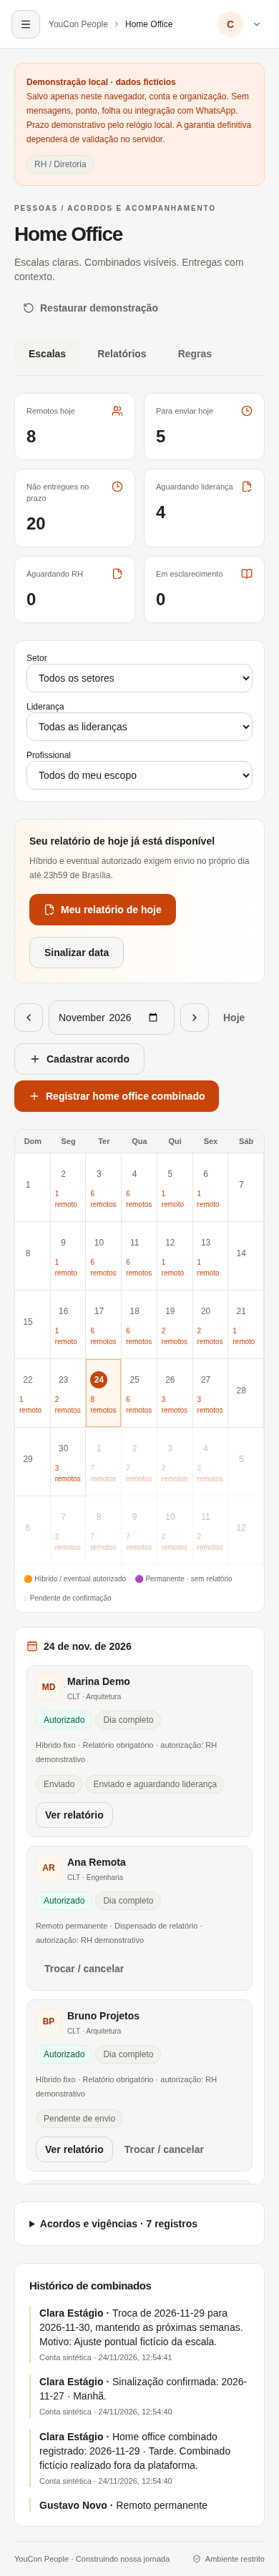 YouCon People > Home Office
C
Demonstração local · dados fictícios
Salvo apenas neste navegador, conta e organização. Sem
mensagens, ponto, folha ou integração com WhatsApp.
Prazo demonstrativo pelo relógio local. A garantia definitiva
dependerá de validação no servidor.
RH / Diretoria
PESSOAS / ACORDOS E ACOMPANHAMENTO
Home Office
Escalas claras. Combinados visíveis. Entregas com
contexto.
Restaurar demonstração
Escalas Relatórios Regras
Remotos hoje
8
Para enviar hoje
5
Não entregues no
prazo
20
Aguardando liderança
4
Aguardando RH
0
Em esclarecimento
0
Setor
Todos os setores
Liderança
Todas as lideranças
Profissional
Todos do meu escopo
Seu relatório de hoje já está disponível
Híbrido e eventual autorizado exigem envio no próprio dia
até 23h59 de Brasília.
Meu relatório de hoje
Sinalizar data
November 2026
Hoje
+ Cadastrar acordo
+ Registrar home office combinado
Dom Seg Ter Qua Qui Sex Sáb
1 2 3 4 5 6 7
1 6 6 1 1
remoto remotos remotos remoto remoto
8 9 10 11 12 13 14
1 6 6 1 1
remoto remotos remotos remoto remoto
15 16 17 18 19 20 21
1 6 6 2 2 1
remoto remotos remotos remotos remotos remoto
22 23 24 25 26 27 28
1 2 8 6 3 3
remoto remotos remotos remotos remotos remotos
29 30 1 2 3 4 5
3 7 7 2 2
remotos remotos remotos remotos remotos
6 7 8 9 10 11 12
2 7 7 2 2
remotos remotos remotos remotos remotos
Híbrido / eventual autorizado Permanente · sem relatório
Pendente de confirmação
24 de nov. de 2026
MD
Marina Demo
CLT · Arquitetura
Autorizado Dia completo
Híbrido fixo · Relatório obrigatório · autorização: RH
demonstrativo
Enviado Enviado e aguardando liderança
Ver relatório
AR
Ana Remota
CLT · Engenharia
Autorizado Dia completo
Remoto permanente · Dispensado de relatório ·
autorização: RH demonstrativo
Trocar / cancelar
BP
Bruno Projetos
CLT · Arquitetura
Autorizado Dia completo
Híbrido fixo · Relatório obrigatório · autorização: RH
demonstrativo
Pendente de envio
Ver relatório Trocar / cancelar
Acordos e vigências · 7 registros
Histórico de combinados
Clara Estágio · Troca de 2026-11-29 para
2026-11-30, mantendo as próximas semanas.
Motivo: Ajuste pontual fictício da escala.
Conta sintética · 24/11/2026, 12:54:41
Clara Estágio · Sinalização confirmada: 2026-
11-27 · Manhã.
Conta sintética · 24/11/2026, 12:54:40
Clara Estágio · Home office combinado
registrado: 2026-11-29 · Tarde. Combinado
fictício realizado fora da plataforma.
Conta sintética · 24/11/2026, 12:54:40
Gustavo Novo · Remoto permanente
YouCon People · Construindo nossa jornada
Ambiente restrito